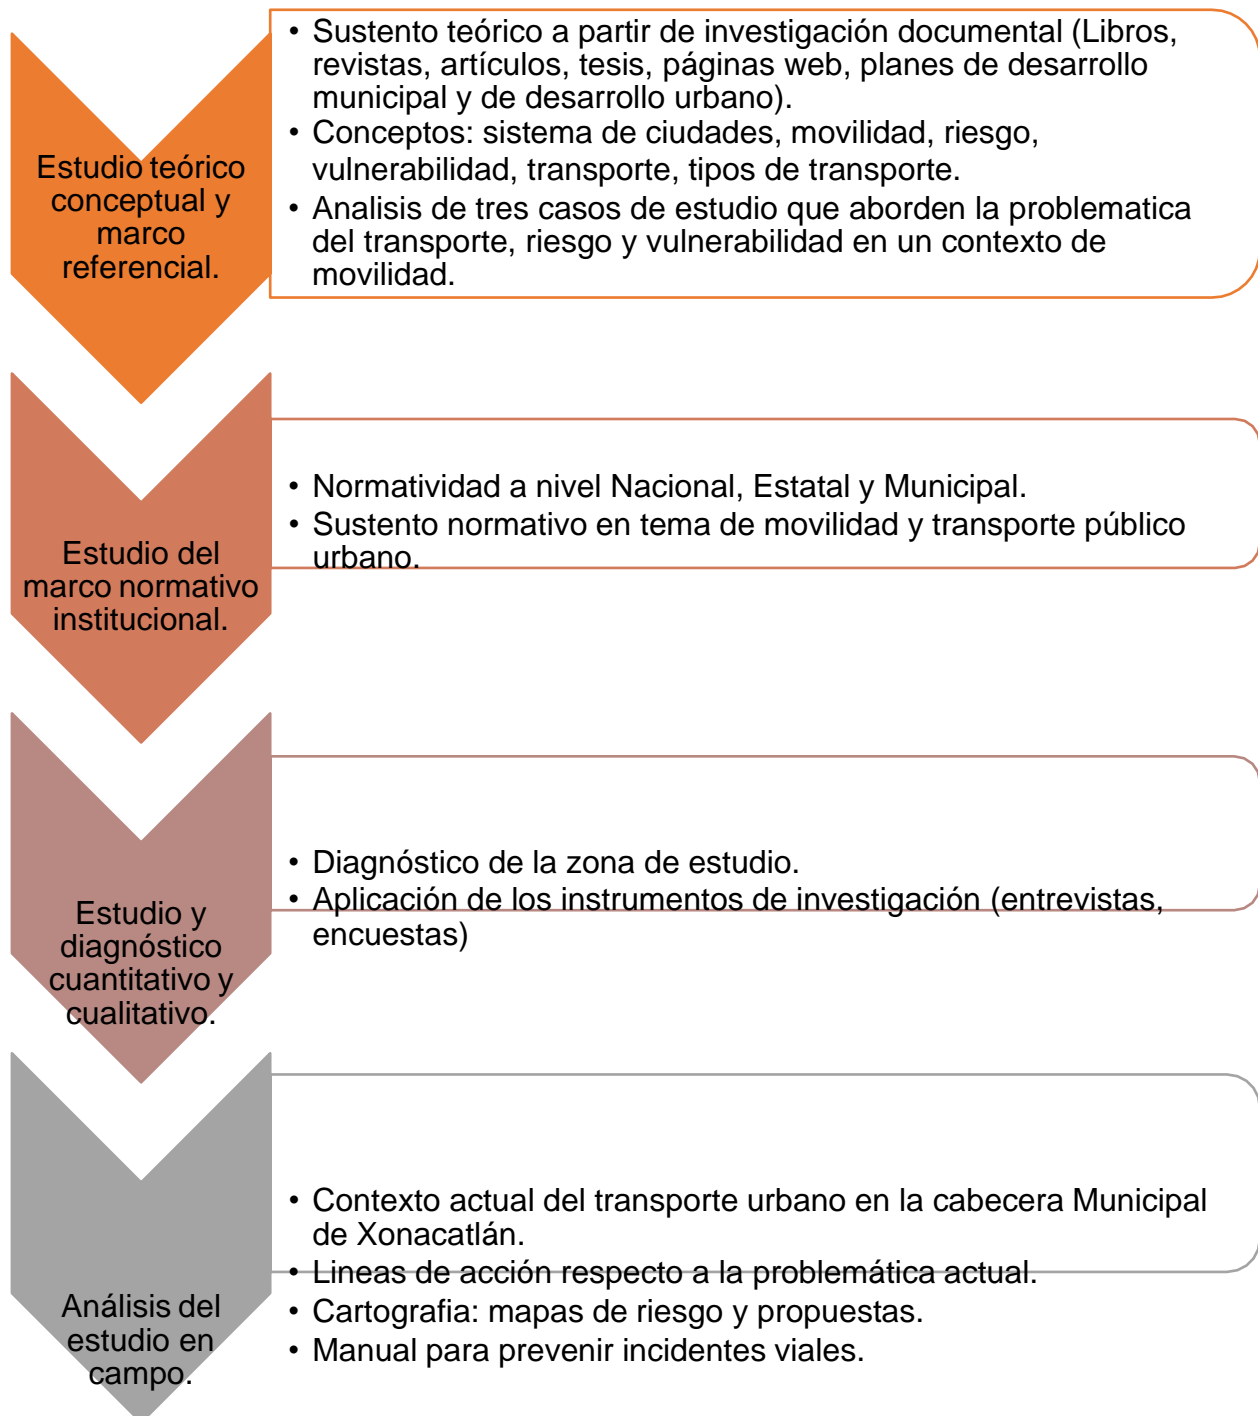 Estudio teórico
conceptual y
marco
referencial.
• Sustento teórico a partir de investigación documental (Libros,
revistas, artículos, tesis, páginas web, planes de desarrollo
municipal y de desarrollo urbano).
• Conceptos: sistema de ciudades, movilidad, riesgo,
vulnerabilidad, transporte, tipos de transporte.
• Analisis de tres casos de estudio que aborden la problematica
del transporte, riesgo y vulnerabilidad en un contexto de
movilidad.
Estudio del
marco normativo
institucional.
• Normatividad a nivel Nacional, Estatal y Municipal.
• Sustento normativo en tema de movilidad y transporte público
urbano.
Estudio y
diagnóstico
cuantitativo y
cualitativo.
• Diagnóstico de la zona de estudio.
• Aplicación de los instrumentos de investigación (entrevistas,
encuestas)
Análisis del
estudio en
campo.
• Contexto actual del transporte urbano en la cabecera Municipal
de Xonacatlán.
• Lineas de acción respecto a la problemática actual.
• Cartografia: mapas de riesgo y propuestas.
• Manual para prevenir incidentes viales.